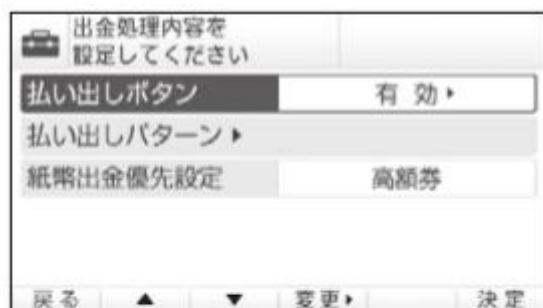 出金処理内容を
設定してください
払い出しボタン 有 効▶
払い出しパターン▶
紙幣出金優先設定 高額券
戻る ▲ ▼ 変更▶ 決定